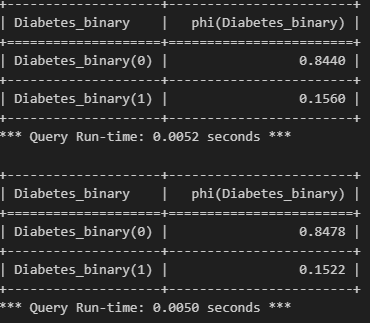 +--------------------+------------------------+
| Diabetes_binary    |   phi(Diabetes_binary) |
+====================+========================+
| Diabetes_binary(0) |                 0.8440 |
+--------------------+------------------------+
| Diabetes_binary(1) |                 0.1560 |
+--------------------+------------------------+
*** Query Run-time: 0.0052 seconds ***
+--------------------+------------------------+
| Diabetes_binary    |   phi(Diabetes_binary) |
+====================+========================+
| Diabetes_binary(0) |                 0.8478 |
+--------------------+------------------------+
| Diabetes_binary(1) |                 0.1522 |
+--------------------+------------------------+
*** Query Run-time: 0.0050 seconds ***